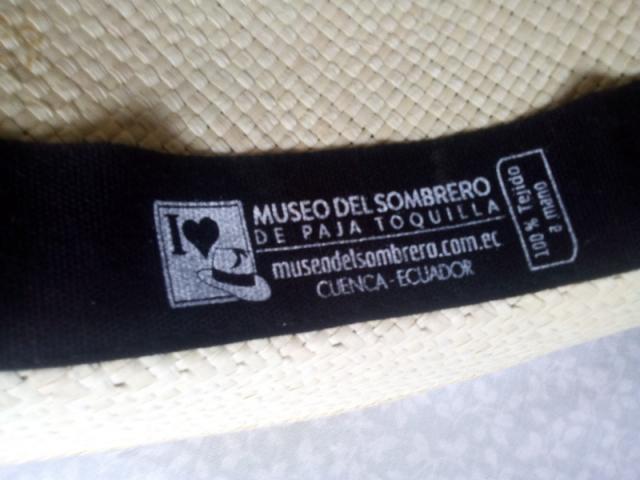 I ♥
MUSEO DEL SOMBRERO
DE PAJA TOQUILLA
museodelsombrero.com.ec
CUENCA - ECUADOR
100% Tejido
a mano